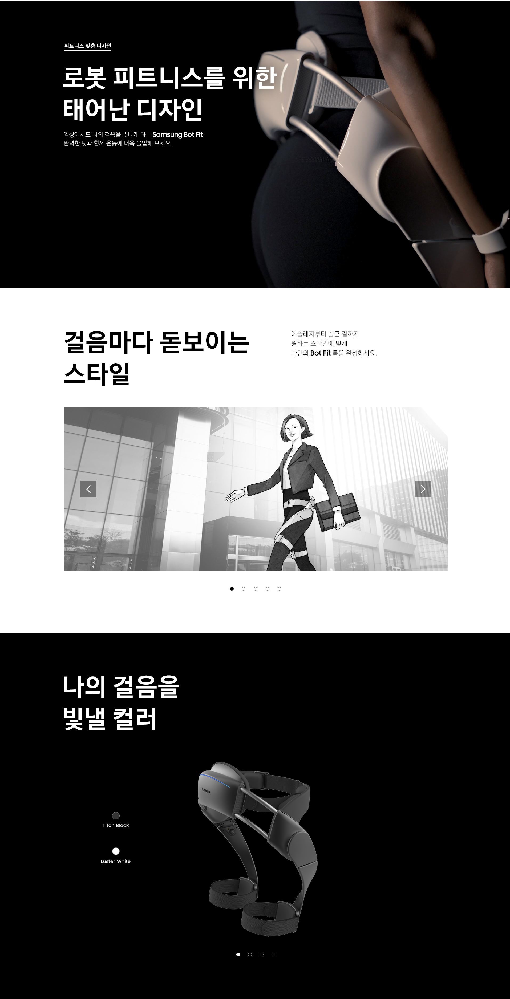 피트니스 맞춤 디자인
로봇 피트니스를 위한
태어난 디자인
일상에서도 나의 걸음을 빛나게 하는 Samsung Bot Fit
완벽한 핏과 함께 운동에 더욱 몰입해 보세요.
걸음마다 돋보이는
스타일
에슬레저부터 출근 길까지
원하는 스타일에 맞게
나만의 Bot Fit 룩을 완성하세요.
나의 걸음을
빛낼 컬러
SAMSUNG
Titan Black
Luster White